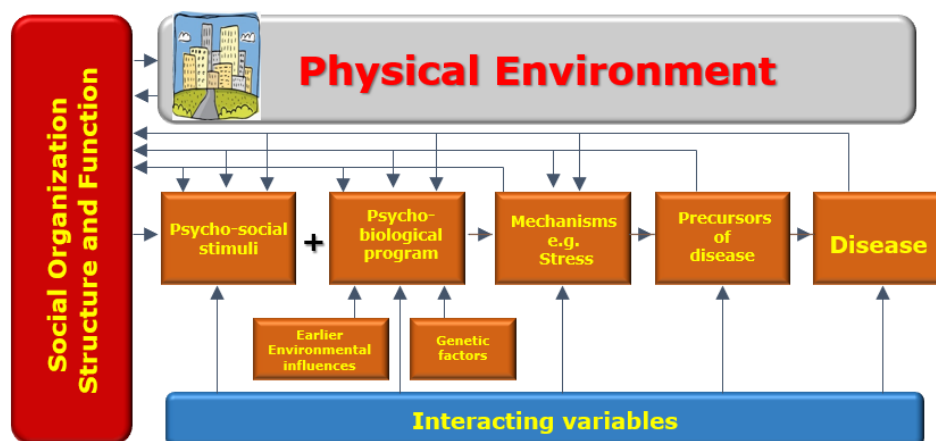 Social Organization
Structure and Function
Physical Environment
Psycho-social
stimuli
+
Psycho-
biological
program
Mechanisms
e.g.
Stress
Precursors
of
disease
Disease
Earlier
Environmental
influences
Genetic
factors
Interacting variables